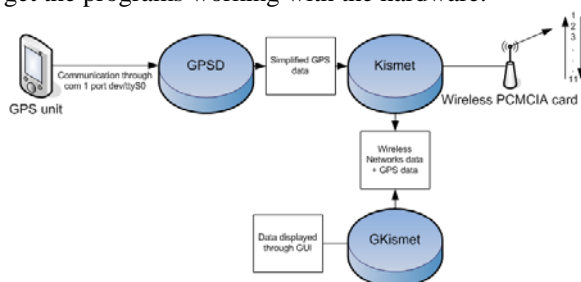 get the programs working with the hardware.
GPS unit
Communication through
com 1 port dev/ttyS0
GPSD
Simplified GPS
data
Kismet
Wireless PCMCIA card
1
2
3
.
.
11
Wireless
Networks data
+ GPS data
Data displayed
through GUI
GKismet